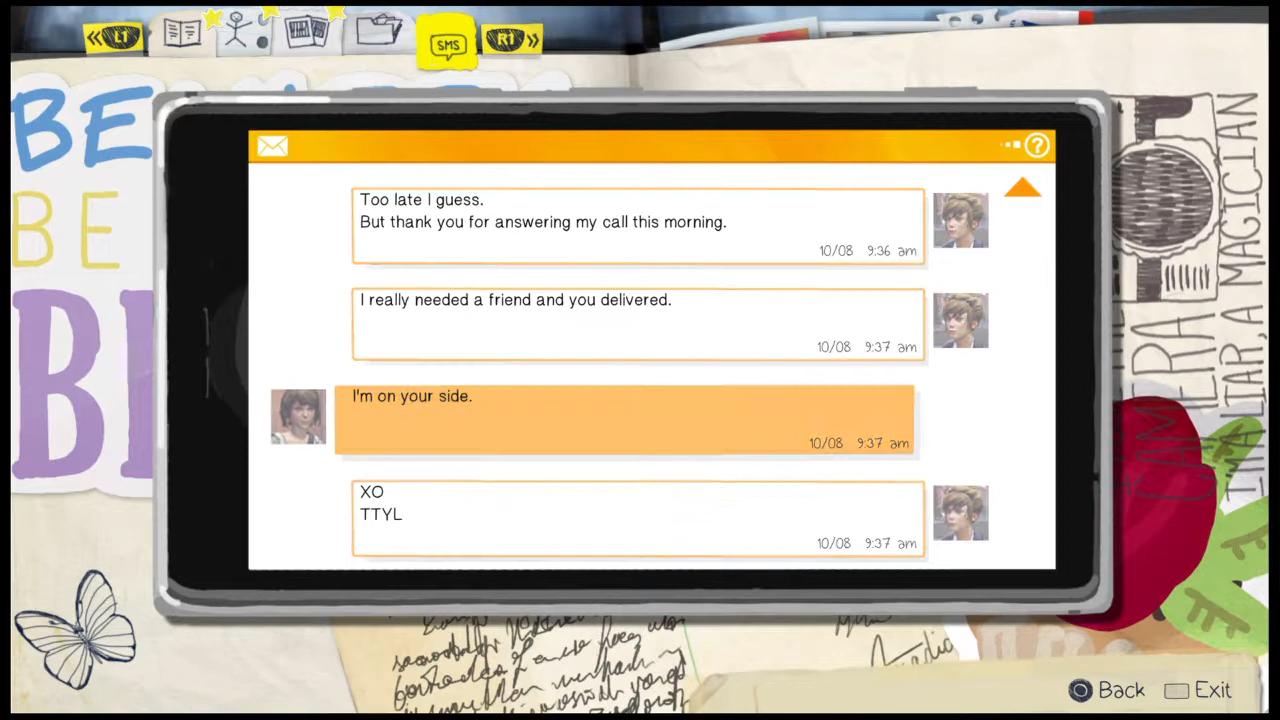 LT
SMS
R1
?
BE
BE
Too late I guess.
But thank you for answering my call this morning.
10/08 9:36 am
I really needed a friend and you delivered.
10/08 9:37 am
I'm on your side.
10/08 9:37 am
XO
TTYL
10/08 9:37 am
I'M A LIAR, A MAGICIAN
Back
Exit